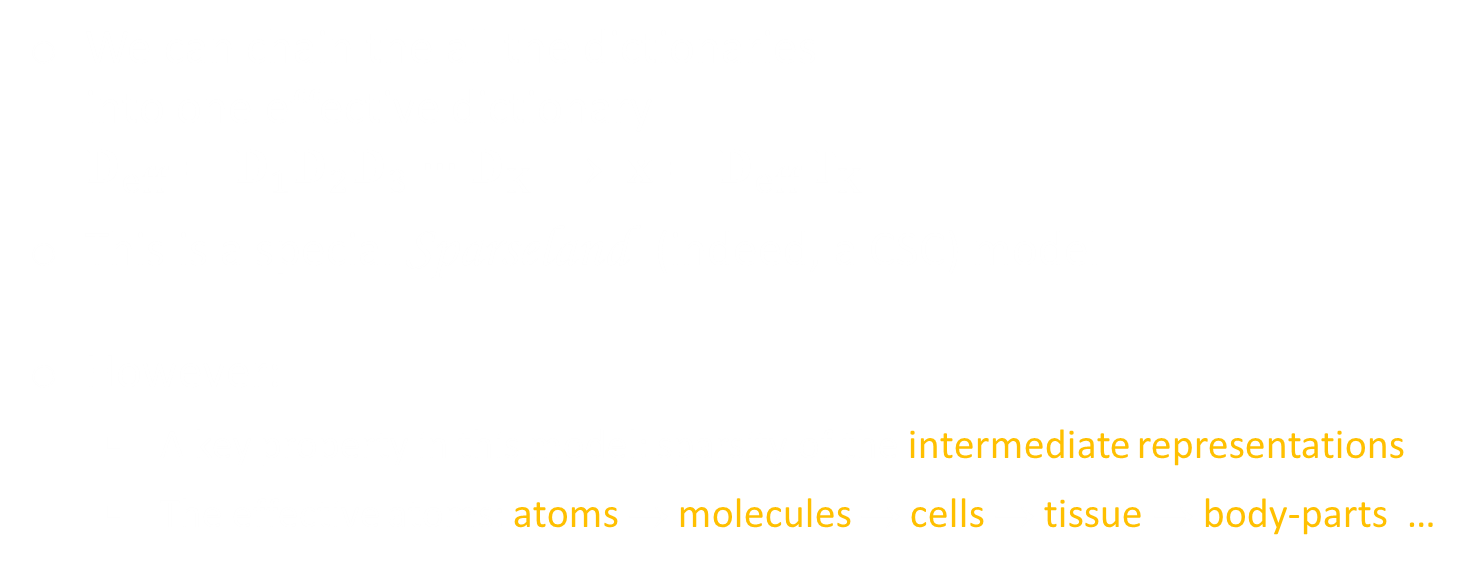 intermediate representations
atoms molecules cells tissue body-parts ...